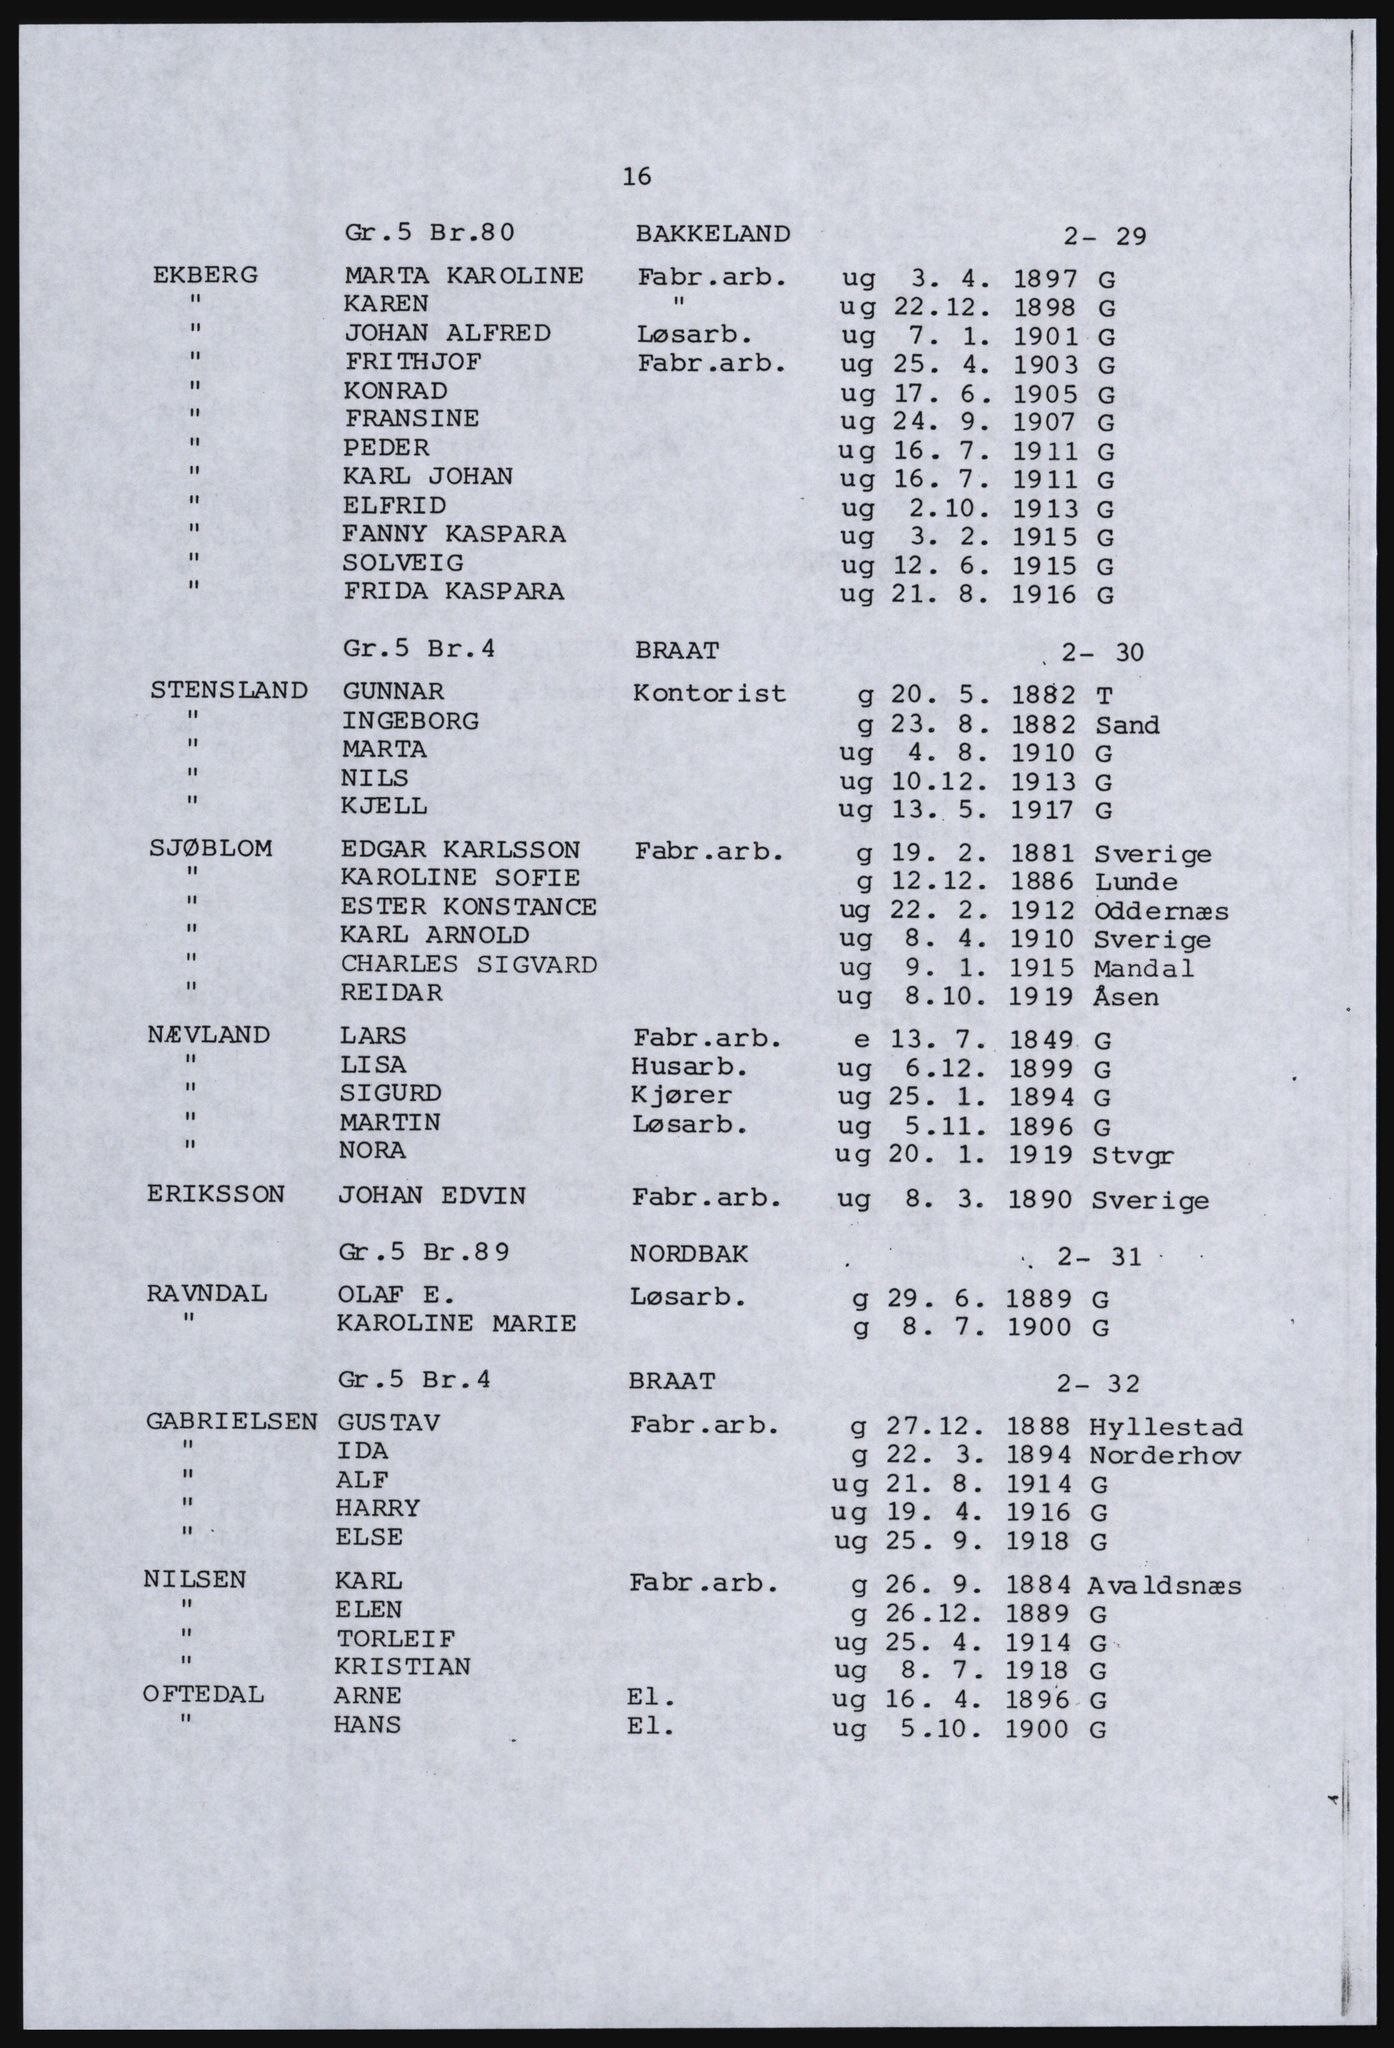 16
Gr.5 Br.80 BAKKELAND 2- 29
EKBERG MARTA KAROLINE Fabr.arb. ug 3. 4. 1897 G
" KAREN " ug 22.12. 1898 G
" JOHAN ALFRED Løsarb. ug 7. 1. 1901 G
" FRITHJOF Fabr.arb. ug 25. 4. 1903 G
" KONRAD ug 17. 6. 1905 G
" FRANSINE ug 24. 9. 1907 G
" PEDER ug 16. 7. 1911 G
" KARL JOHAN ug 16. 7. 1911 G
" ELFRID ug 2.10. 1913 G
" FANNY KASPARA ug 3. 2. 1915 G
" SOLVEIG ug 12. 6. 1915 G
" FRIDA KASPARA ug 21. 8. 1916 G
Gr.5 Br.4 BRAAT 2- 30
STENSLAND GUNNAR Kontorist g 20. 5. 1882 T
" INGEBORG g 23. 8. 1882 Sand
" MARTA ug 4. 8. 1910 G
" NILS ug 10.12. 1913 G
" KJELL ug 13. 5. 1917 G
SJØBLOM EDGAR KARLSSON Fabr.arb. g 19. 2. 1881 Sverige
" KAROLINE SOFIE g 12.12. 1886 Lunde
" ESTER KONSTANCE ug 22. 2. 1912 Oddernæs
" KARL ARNOLD ug 8. 4. 1910 Sverige
" CHARLES SIGVARD ug 9. 1. 1915 Mandal
" REIDAR ug 8.10. 1919 Åsen
NÆVLAND LARS Fabr.arb. e 13. 7. 1849 G
" LISA Husarb. ug 6.12. 1899 G
" SIGURD Kjører ug 25. 1. 1894 G
" MARTIN Løsarb. ug 5.11. 1896 G
" NORA ug 20. 1. 1919 Stvgr
ERIKSSON JOHAN EDVIN Fabr.arb. ug 8. 3. 1890 Sverige
Gr.5 Br.89 NORDBAK 2- 31
RAVNDAL OLAF E. Løsarb. g 29. 6. 1889 G
" KAROLINE MARIE g 8. 7. 1900 G
Gr.5 Br.4 BRAAT 2- 32
GABRIELSEN GUSTAV Fabr.arb. g 27.12. 1888 Hyllestad
" IDA g 22. 3. 1894 Norderhov
" ALF ug 21. 8. 1914 G
" HARRY ug 19. 4. 1916 G
" ELSE ug 25. 9. 1918 G
NILSEN KARL Fabr.arb. g 26. 9. 1884 Avaldsnæs
" ELEN g 26.12. 1889 G
" TORLEIF ug 25. 4. 1914 G
" KRISTIAN ug 8. 7. 1918 G
OFTEDAL ARNE El. ug 16. 4. 1896 G
" HANS El. ug 5.10. 1900 G